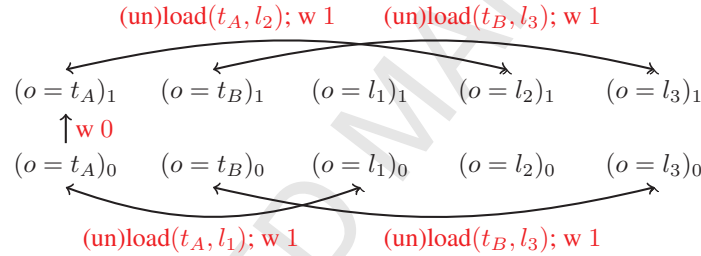 (un)load(t_A, l_2); w 1 (un)load(t_B, l_3); w 1
(o = t_A)_1 (o = t_B)_1 (o = l_1)_1 (o = l_2)_1 (o = l_3)_1
w 0
(o = t_A)_0 (o = t_B)_0 (o = l_1)_0 (o = l_2)_0 (o = l_3)_0
(un)load(t_A, l_1); w 1 (un)load(t_B, l_3); w 1